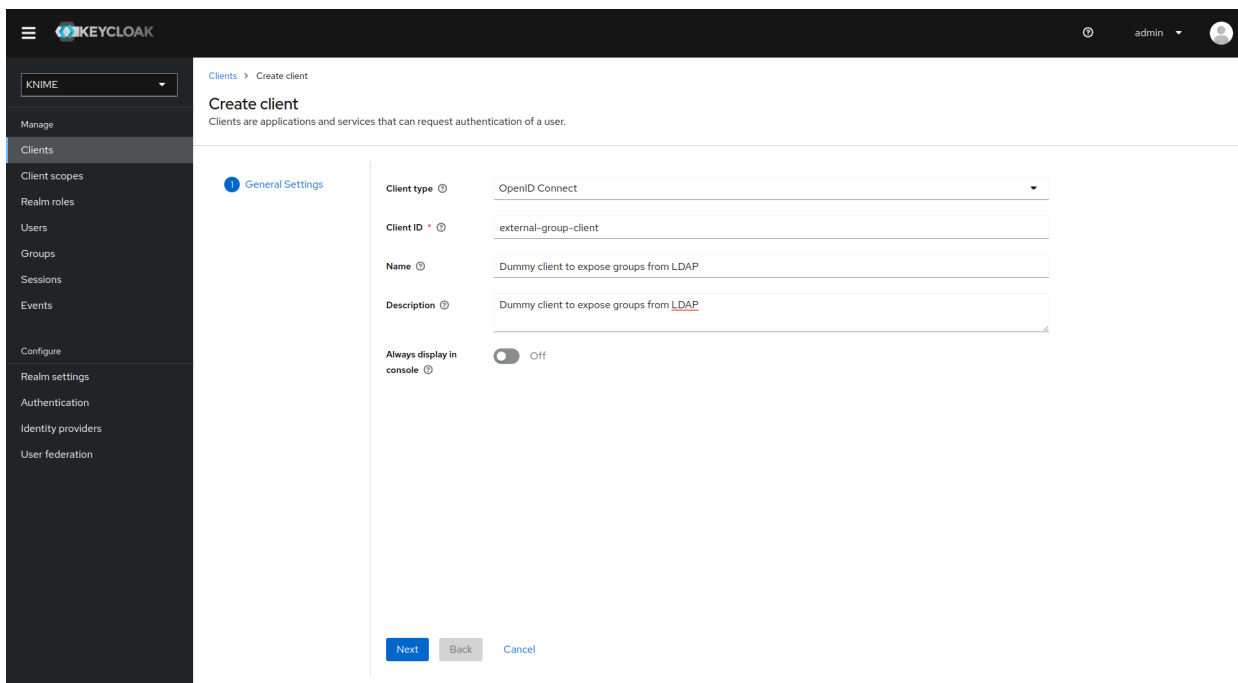 KEYCLOAK
admin
KNIME
Manage
Clients
Client scopes
Realm roles
Users
Groups
Sessions
Events
Configure
Realm settings
Authentication
Identity providers
User federation
Clients > Create client
Create client
Clients are applications and services that can request authentication of a user.
1 General Settings
Client type OpenID Connect
Client ID * external-group-client
Name Dummy client to expose groups from LDAP
Description Dummy client to expose groups from LDAP
Always display in
console
Off
Next Back Cancel